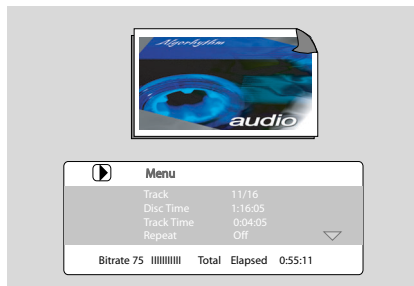 Algorhythm
audio
Menu
Track 11/16
Disc Time 1:16:05
Track Time 0:04:05
Repeat Off
Bitrate 75 IIIIIIIIII Total Elapsed 0:55:11